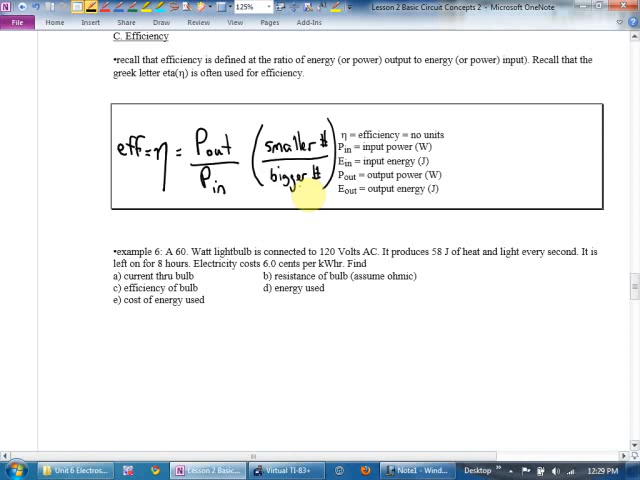 Lesson 2 Basic Circuit Concepts 2 - Microsoft OneNote
125%
File Home Insert Share Draw Review View Add-Ins
C. Efficiency
•recall that efficiency is defined at the ratio of energy (or power) output to energy (or power) input). Recall that the
greek letter eta(η) is often used for efficiency.
eff = η = Pout / Pin (smaller # / bigger #)
η = efficiency = no units
Pin = input power (W)
Ein = input energy (J)
Pout = output power (W)
Eout = output energy (J)
•example 6: A 60. Watt lightbulb is connected to 120 Volts AC. It produces 58 J of heat and light every second. It is
left on for 8 hours. Electricity costs 6.0 cents per kWhr. Find
a) current thru bulb b) resistance of bulb (assume ohmic)
c) efficiency of bulb d) energy used
e) cost of energy used
Unit 6 Electros... Lesson 2 Basic... Virtual TI-83+ Note1 - Wind... Desktop » 12:29 PM